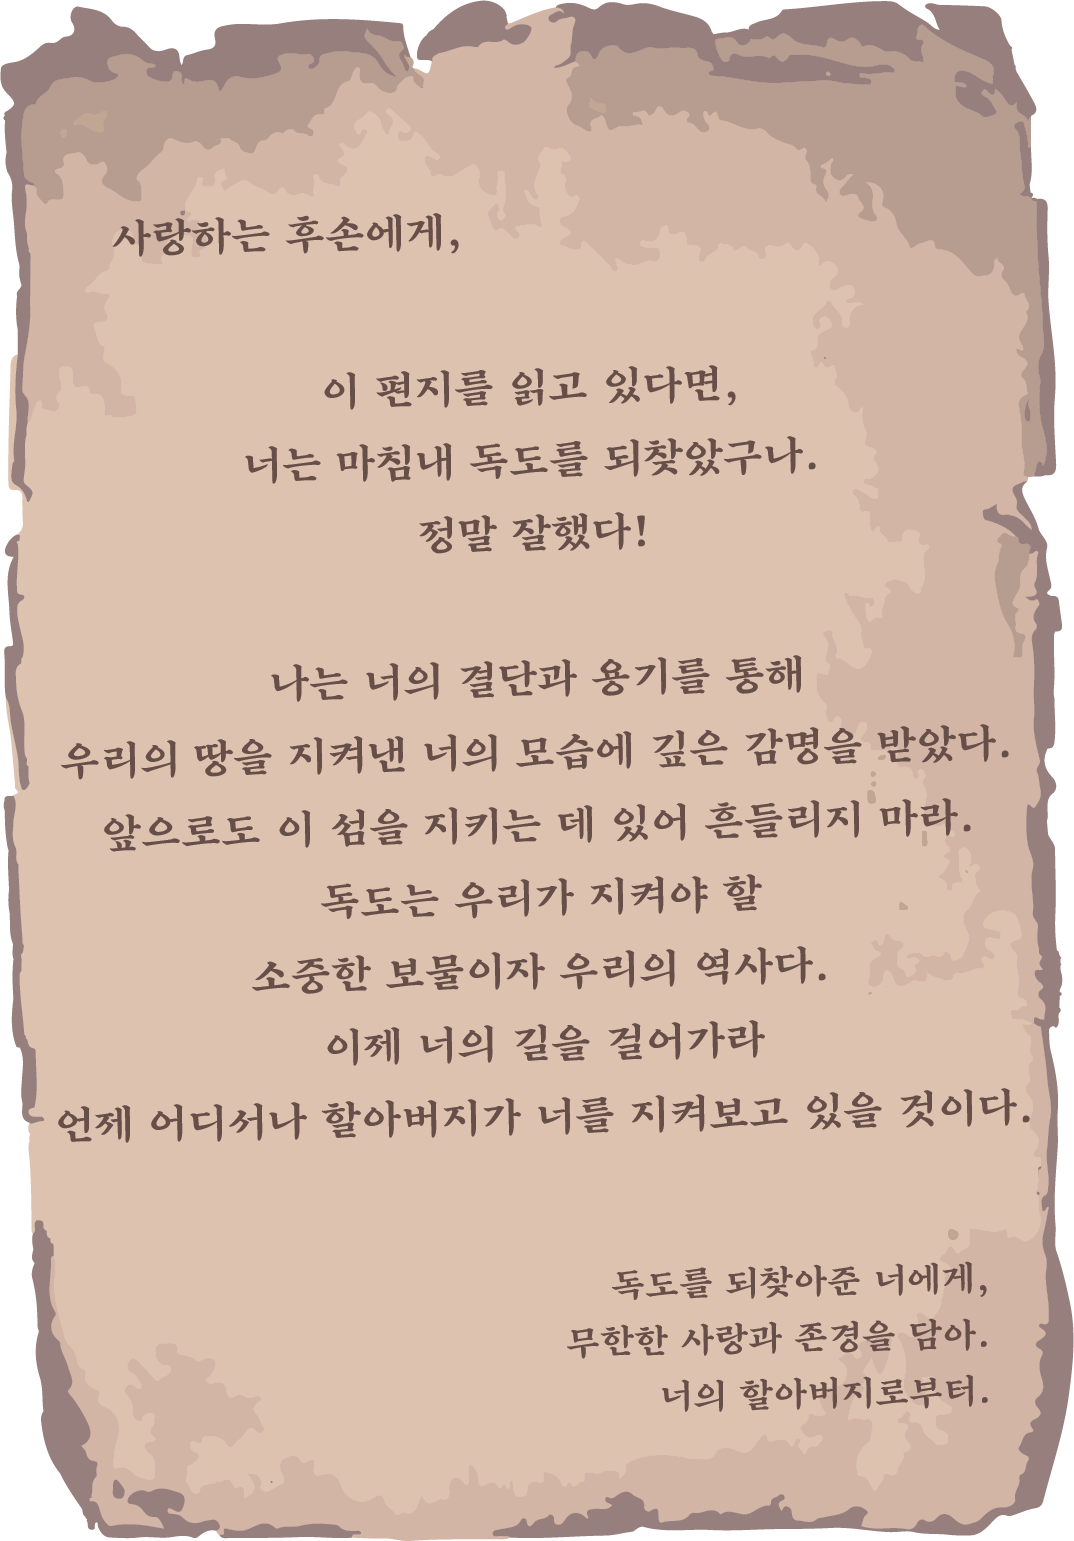 사랑하는 후손에게,
이 편지를 읽고 있다면,
너는 마침내 독도를 되찾았구나.
정말 잘했다!
나는 너의 결단과 용기를 통해
우리의 땅을 지켜낸 너의 모습에 깊은 감명을 받았다.
앞으로도 이 섬을 지키는 데 있어 흔들리지 마라.
독도는 우리가 지켜야 할
소중한 보물이자 우리의 역사다.
이제 너의 길을 걸어가라
언제 어디서나 할아버지가 너를 지켜보고 있을 것이다.
독도를 되찾아준 너에게,
무한한 사랑과 존경을 담아.
너의 할아버지로부터.